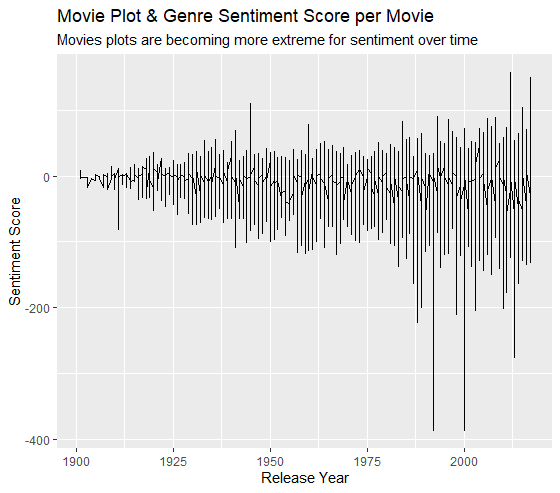 Movie Plot & Genre Sentiment Score per Movie
Movies plots are becoming more extreme for sentiment over time
0
-200
-400
Sentiment Score
1900 1925 1950 1975 2000
Release Year